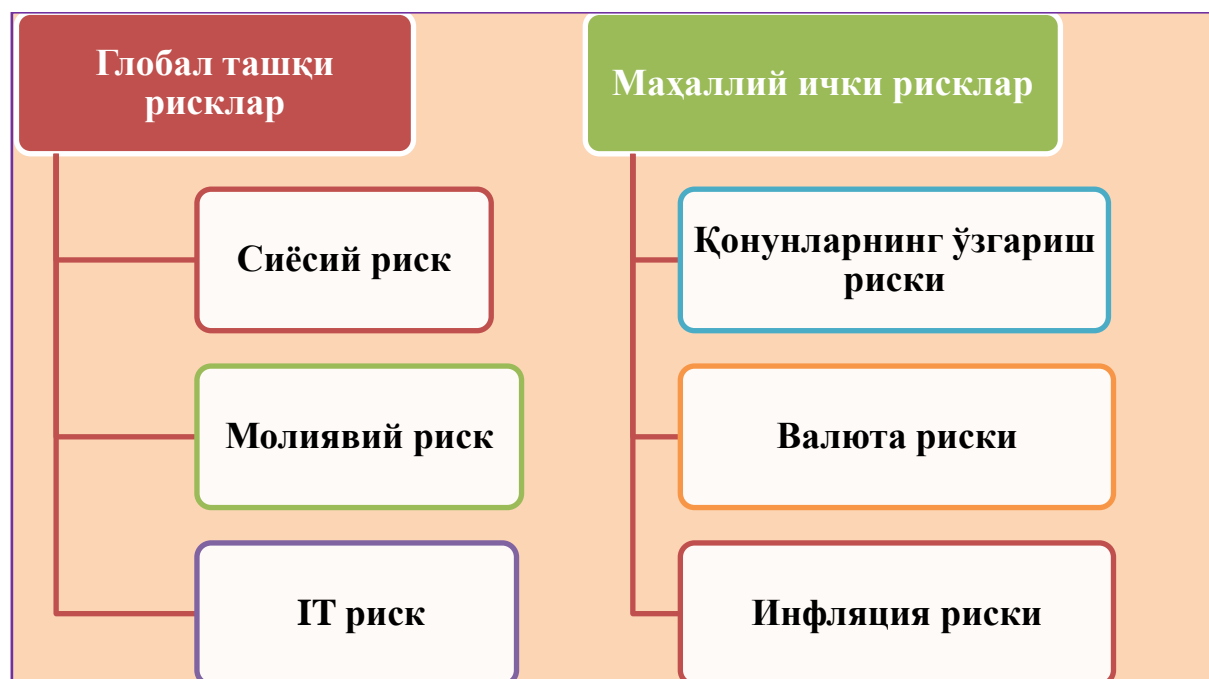 Глобал ташқи
рисклар
Сиёсий риск
Молиявий риск
IT риск
Маҳаллий ички рисклар
Қонунларнинг ўзгариш
риски
Валюта риски
Инфляция риски